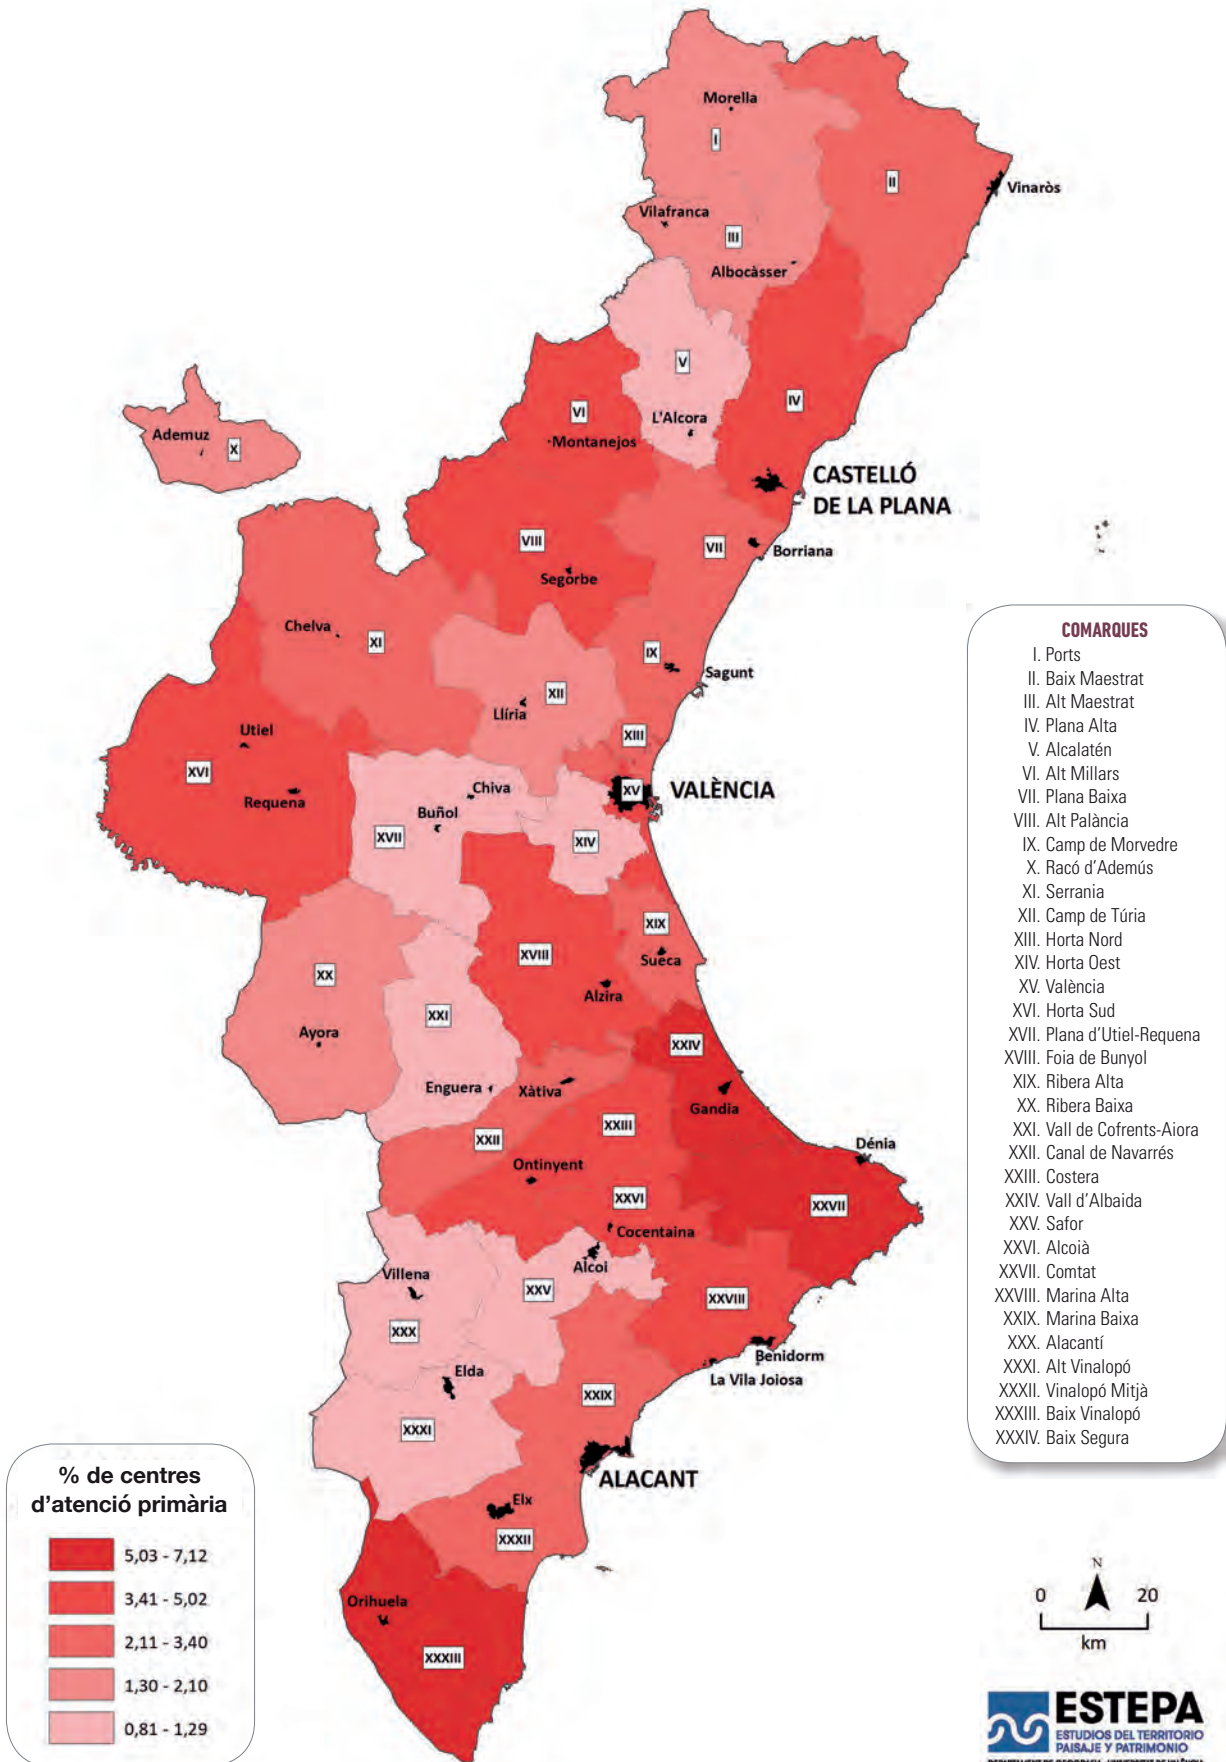 Morella
I
II
Vinaròs
Vilafranca
III
Albocàsser
V
IV
VI
L'Alcora
Montanejos
Ademuz
X
CASTELLÓ
DE LA PLANA
VIII
VII
Borriana
Segorbe
Chelva
XI
IX
Sagunt
XII
Llíria
XIII
Utiel
XVI
Requena
Chiva
XV
VALÈNCIA
Buñol
XVII
XIV
XIX
XVIII
Sueca
XX
Alzira
XXI
Ayora
XXIV
Enguera
Xàtiva
Gandia
XXIII
XXII
Dénia
Ontinyent
XXVI
XXVII
Cocentaina
Alcoi
Villena
XXV
XXVIII
XXX
Benidorm
La Vila Joiosa
Elda
XXIX
XXXI
ALACANT
Elx
XXXII
Orihuela
XXXIII
COMARQUES
I. Ports
II. Baix Maestrat
III. Alt Maestrat
IV. Plana Alta
V. Alcalatén
VI. Alt Millars
VII. Plana Baixa
VIII. Alt Palància
IX. Camp de Morvedre
X. Racó d'Ademús
XI. Serrania
XII. Camp de Túria
XIII. Horta Nord
XIV. Horta Oest
XV. València
XVI. Horta Sud
XVII. Plana d'Utiel-Requena
XVIII. Foia de Bunyol
XIX. Ribera Alta
XX. Ribera Baixa
XXI. Vall de Cofrents-Aiora
XXII. Canal de Navarrés
XXIII. Costera
XXIV. Vall d'Albaida
XXV. Safor
XXVI. Alcoià
XXVII. Comtat
XXVIII. Marina Alta
XXIX. Marina Baixa
XXX. Alacantí
XXXI. Alt Vinalopó
XXXII. Vinalopó Mitjà
XXXIII. Baix Vinalopó
XXXIV. Baix Segura
% de centres
d'atenció primària
5,03 - 7,12
3,41 - 5,02
2,11 - 3,40
1,30 - 2,10
0,81 - 1,29
N
0 20
km
ESTEPA
ESTUDIOS DEL TERRITORIO
PAISAJE Y PATRIMONIO